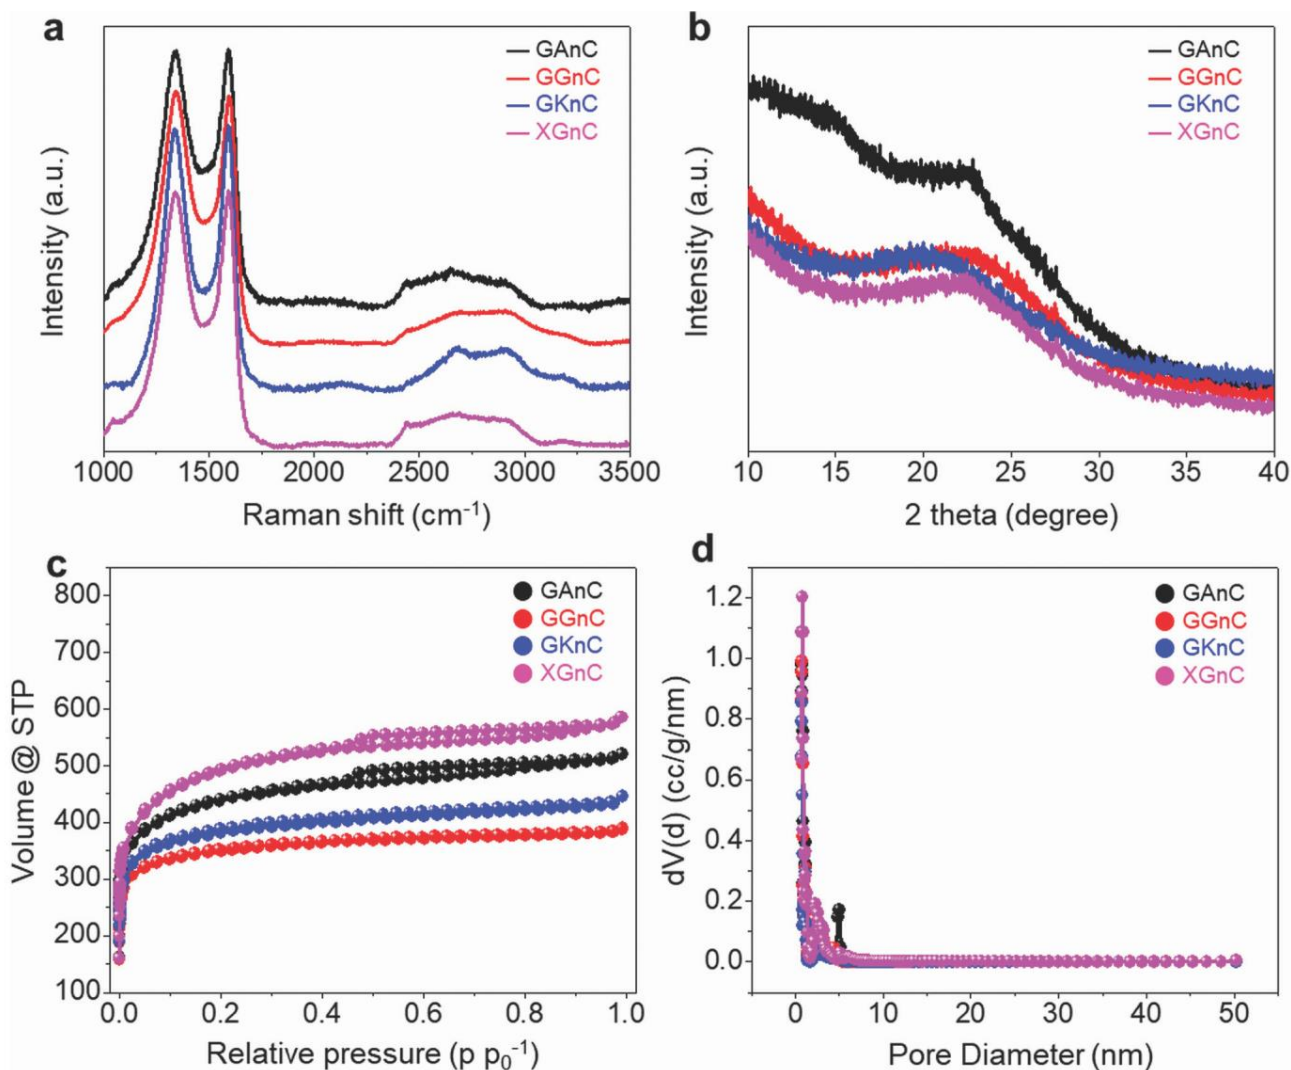 a
GAnC
GGnC
GKnC
XGnC
Intensity (a.u.)
1000 1500 2000 2500 3000 3500
Raman shift (cm⁻¹)
b
GAnC
GGnC
GKnC
XGnC
Intensity (a.u.)
10 15 20 25 30 35 40
2 theta (degree)
c
GAnC
GGnC
GKnC
XGnC
Volume @ STP
800
700
600
500
400
300
200
100
0.0 0.2 0.4 0.6 0.8 1.0
Relative pressure (p p₀⁻¹)
d
GAnC
GGnC
GKnC
XGnC
dV(d) (cc/g/nm)
1.2
1.0
0.8
0.6
0.4
0.2
0.0
0 10 20 30 40 50
Pore Diameter (nm)